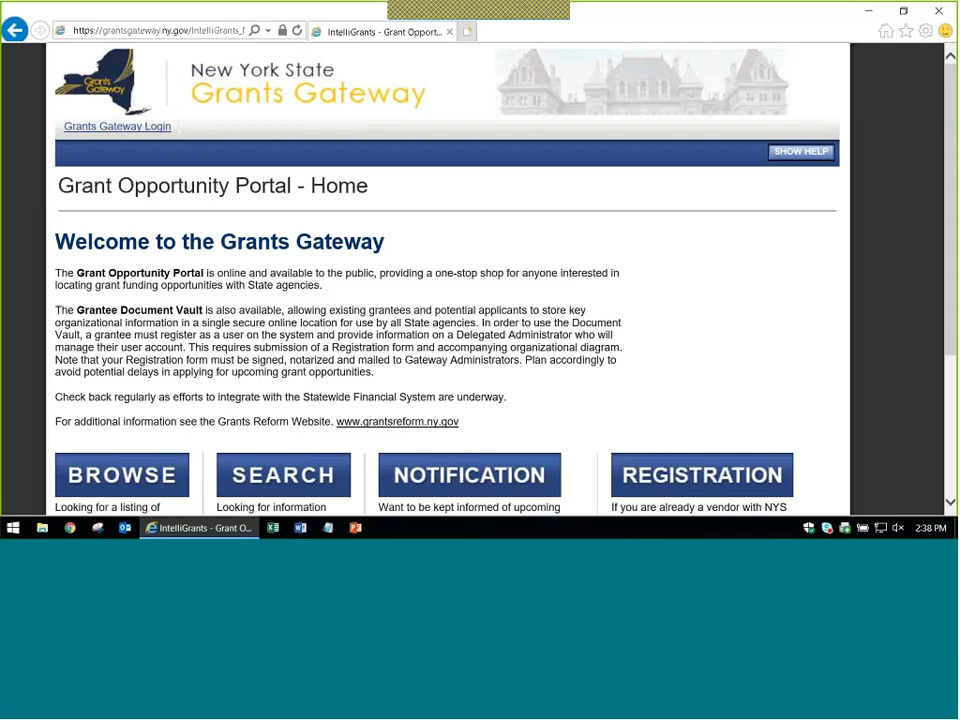 https://grantsgateway.ny.gov/IntelliGrants_
IntelliGrants - Grant Opport...
Grants
Gateway
New York State
Grants Gateway
Grants Gateway Login
SHOW HELP
Grant Opportunity Portal - Home
Welcome to the Grants Gateway
The Grant Opportunity Portal is online and available to the public, providing a one-stop shop for anyone interested in
locating grant funding opportunities with State agencies.
The Grantee Document Vault is also available, allowing existing grantees and potential applicants to store key
organizational information in a single secure online location for use by all State agencies. In order to use the Document
Vault, a grantee must register as a user on the system and provide information on a Delegated Administrator who will
manage their user account. This requires submission of a Registration form and accompanying organizational diagram.
Note that your Registration form must be signed, notarized and mailed to Gateway Administrators. Plan accordingly to
avoid potential delays in applying for upcoming grant opportunities.
Check back regularly as efforts to integrate with the Statewide Financial System are underway.
For additional information see the Grants Reform Website. www.grantsreform.ny.gov
BROWSE SEARCH NOTIFICATION REGISTRATION
Looking for a listing of Looking for information Want to be kept informed of upcoming If you are already a vendor with NYS
IntelliGrants - Grant O...
2:38 PM